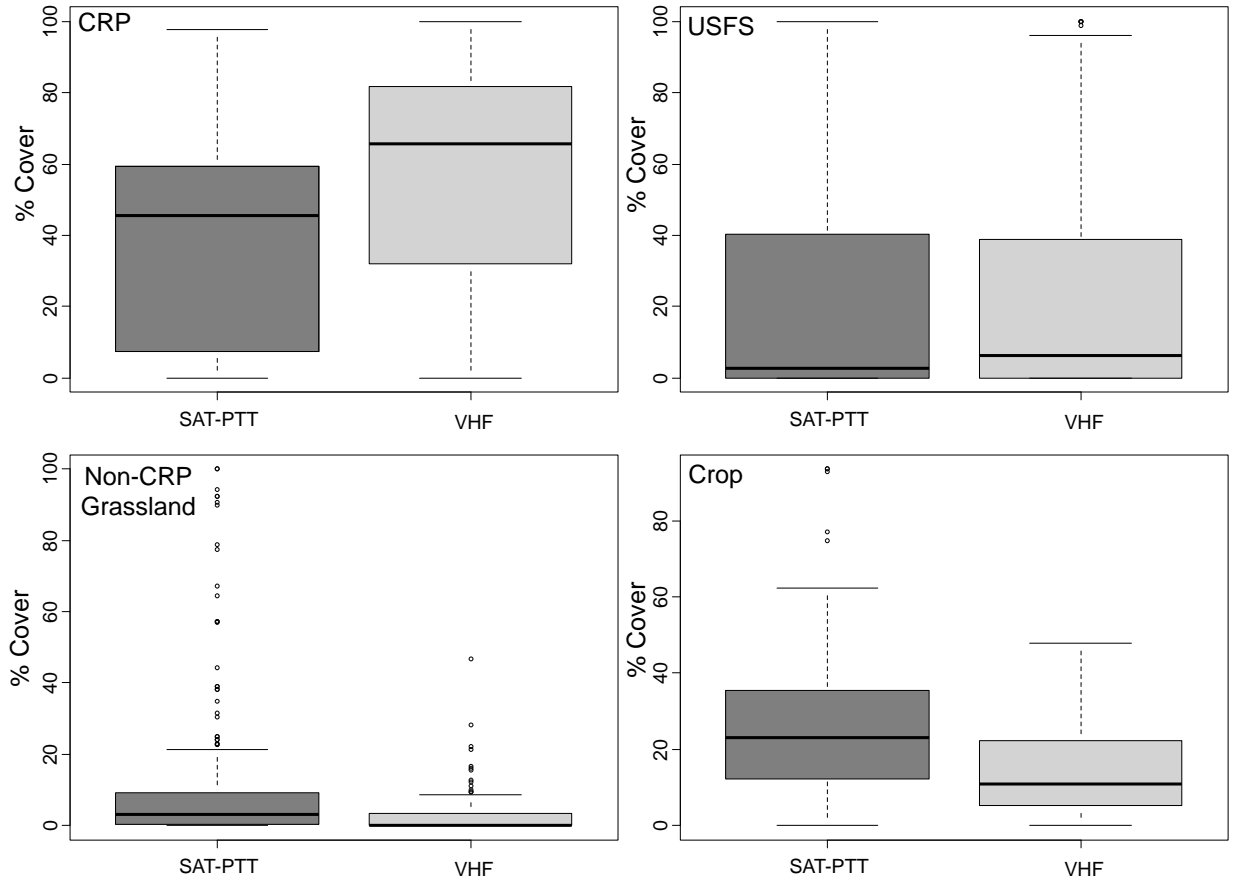 CRP
% Cover
0
20
40
60
80
100
SAT-PTT
VHF
USFS
% Cover
0
20
40
60
80
100
SAT-PTT
VHF
Non-CRP
Grassland
% Cover
0
20
40
60
80
100
SAT-PTT
VHF
Crop
% Cover
0
20
40
60
80
SAT-PTT
VHF